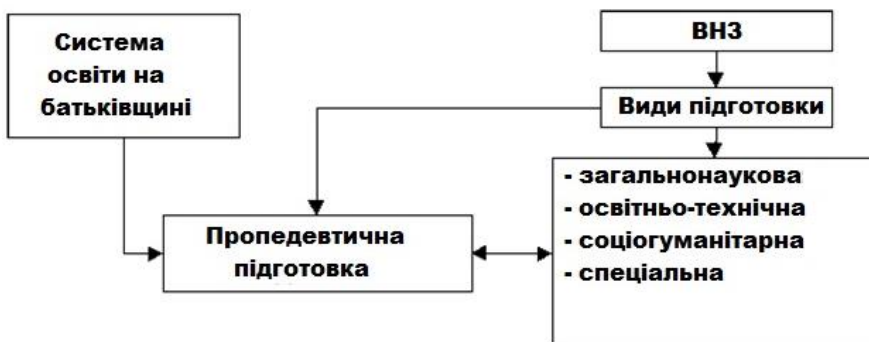 Система
освіти на
батьківщині
ВНЗ
Види підготовки
Пропедевтична
підготовка
- загальнонаукова
- освітньо-технічна
- соціогуманітарна
- спеціальна